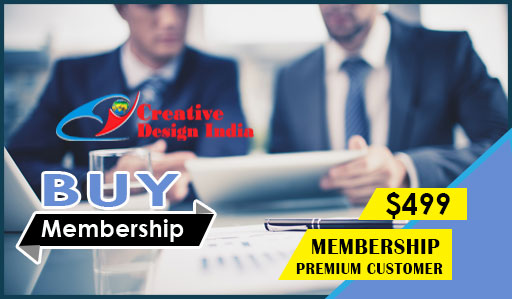 Creative
Design India
BUY
Membership
$499
MEMBERSHIP
PREMIUM CUSTOMER